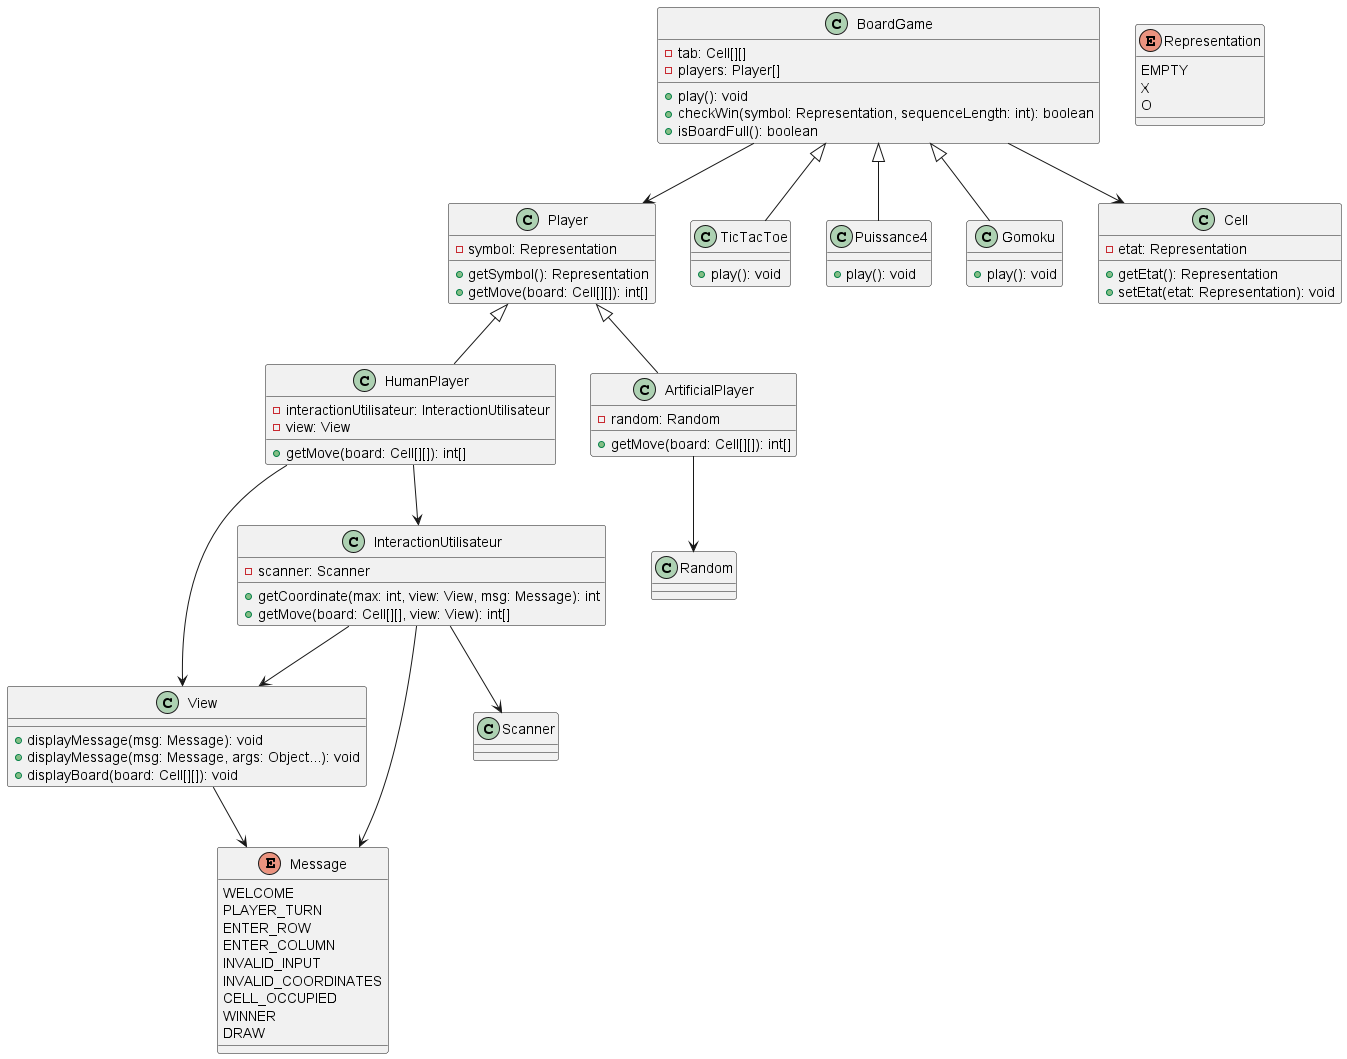 C BoardGame
tab: Cell[][]
players: Player[]
play(): void
checkWin(symbol: Representation, sequenceLength: int): boolean
isBoardFull(): boolean
E Representation
EMPTY
X
O
C Player
symbol: Representation
getSymbol(): Representation
getMove(board: Cell[][]): int[]
C TicTacToe
play(): void
C Puissance4
play(): void
C Gomoku
play(): void
C Cell
etat: Representation
getEtat(): Representation
setEtat(etat: Representation): void
C HumanPlayer
interactionUtilisateur: InteractionUtilisateur
view: View
getMove(board: Cell[][]): int[]
C ArtificialPlayer
random: Random
getMove(board: Cell[][]): int[]
C InteractionUtilisateur
scanner: Scanner
getCoordinate(max: int, view: View, msg: Message): int
getMove(board: Cell[][], view: View): int[]
C Random
C View
displayMessage(msg: Message): void
displayMessage(msg: Message, args: Object...): void
displayBoard(board: Cell[][]): void
C Scanner
E Message
WELCOME
PLAYER_TURN
ENTER_ROW
ENTER_COLUMN
INVALID_INPUT
INVALID_COORDINATES
CELL_OCCUPIED
WINNER
DRAW